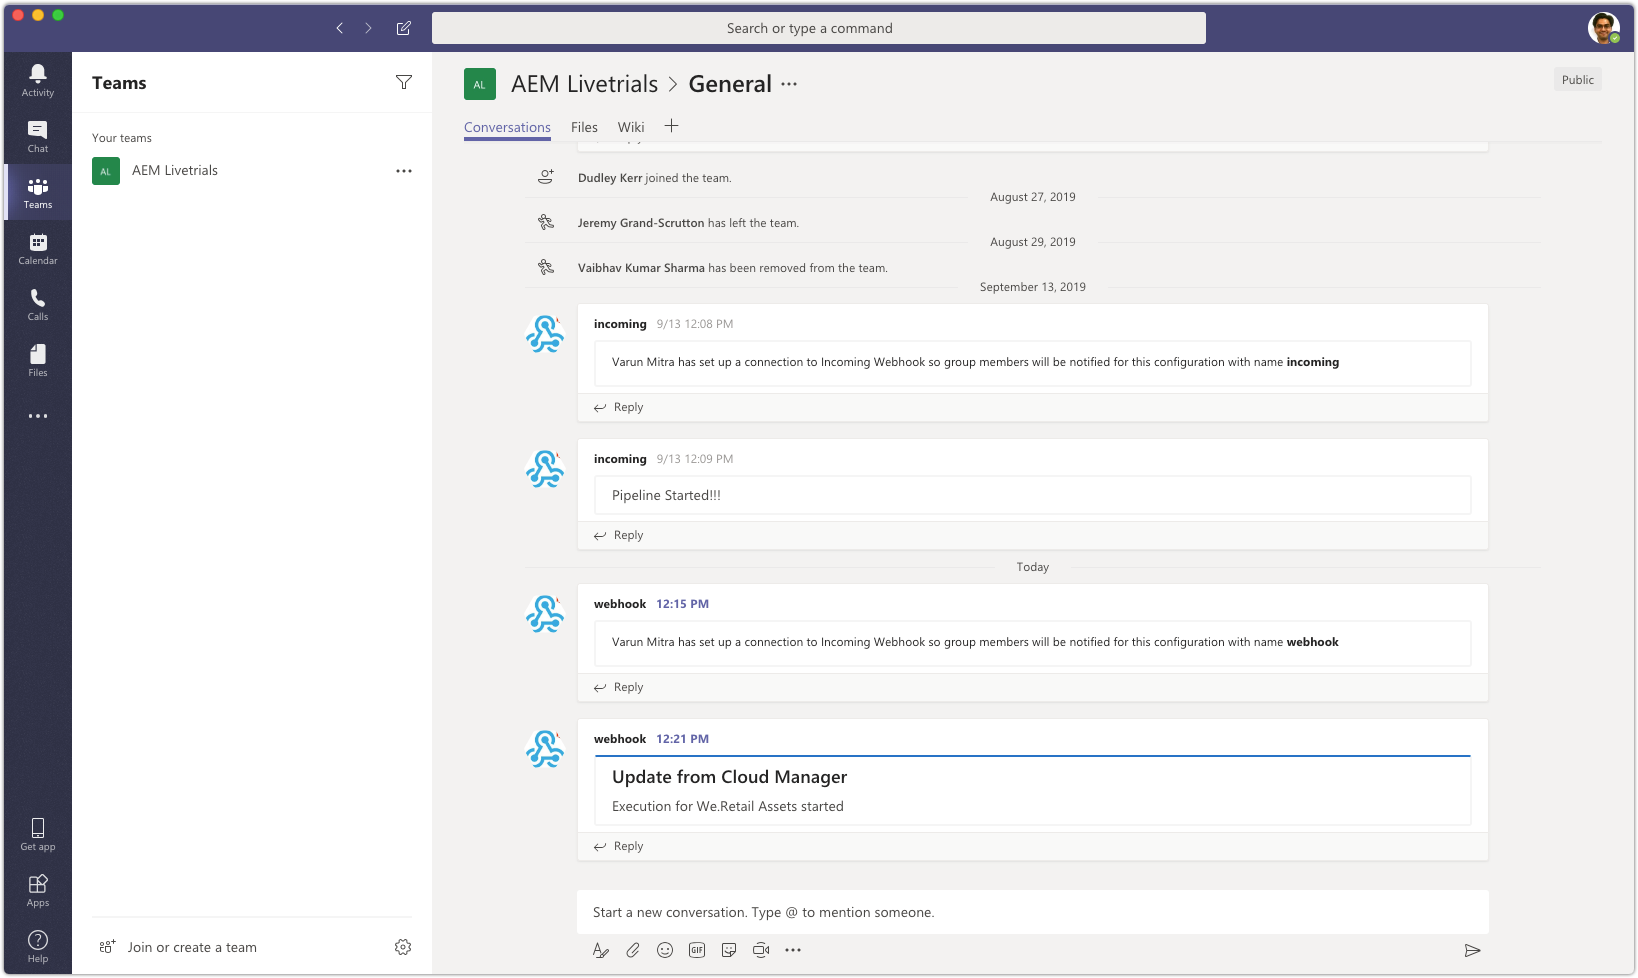 Search or type a command
Activity
Chat
Teams
Calendar
Calls
Files
Get app
Apps
Help
Teams
Your teams
AL AEM Livetrials
Join or create a team
AL AEM Livetrials > General
Public
Conversations Files Wiki
Dudley Kerr joined the team.
August 27, 2019
Jeremy Grand-Scrutton has left the team.
August 29, 2019
Vaibhav Kumar Sharma has been removed from the team.
September 13, 2019
incoming 9/13 12:08 PM
Varun Mitra has set up a connection to Incoming Webhook so group members will be notified for this configuration with name incoming
Reply
incoming 9/13 12:09 PM
Pipeline Started!!!
Reply
Today
webhook 12:15 PM
Varun Mitra has set up a connection to Incoming Webhook so group members will be notified for this configuration with name webhook
Reply
webhook 12:21 PM
Update from Cloud Manager
Execution for We.Retail Assets started
Reply
Start a new conversation. Type @ to mention someone.
GIF